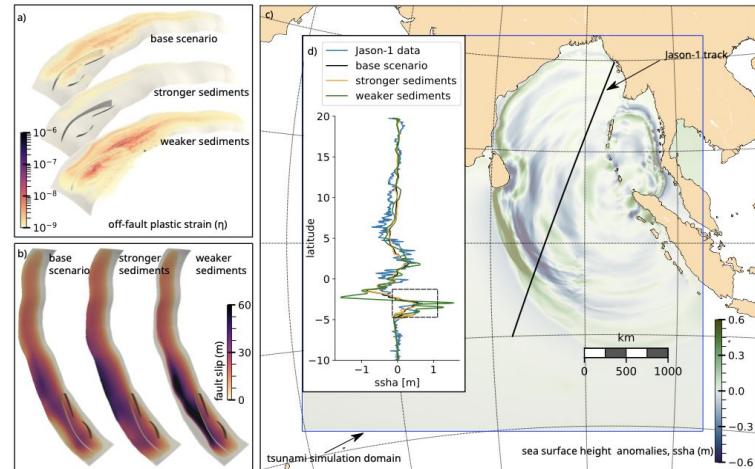 a)
base scenario
stronger sediments
weaker sediments
10⁻⁶
10⁻⁷
10⁻⁸
10⁻⁹
off-fault plastic strain (η)
b)
base
scenario
stronger
sediments
weaker
sediments
60
30
0
fault slip (m)
c)
Jason-1 track
d)
Jason-1 data
base scenario
stronger sediments
weaker sediments
20
15
10
5
0
−5
−10
latitude
−1 0 1
ssha [m]
km
0 500 1000
0.6
0.3
0.0
−0.3
−0.6
tsunami simulation domain
sea surface height anomalies, ssha (m)